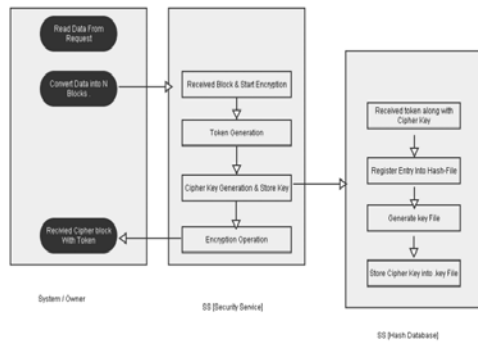 Read Data From
Request
Convert Data into N
Blocks .
Recivied Cipher block
With Token
System / Owner
Received Block & Start Encryption
Token Generation
Cipher Key Generation & Store Key
Encryption Operation
SS [Security Service]
Received token along with
Cipher Key
Register Entry Into Hash-File
Generate key File
Store Cipher Key into .key File
SS [Hash Database]